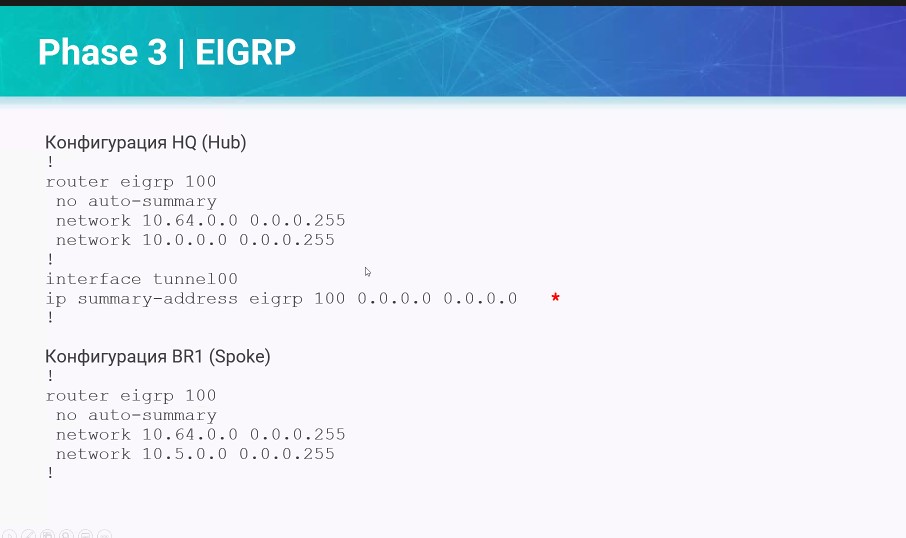 Phase 3 | EIGRP
Конфигурация HQ (Hub)
!
router eigrp 100
 no auto-summary
 network 10.64.0.0 0.0.0.255
 network 10.0.0.0 0.0.0.255
!
interface tunnel00
ip summary-address eigrp 100 0.0.0.0 0.0.0.0 *
!
Конфигурация BR1 (Spoke)
!
router eigrp 100
 no auto-summary
 network 10.64.0.0 0.0.0.255
 network 10.5.0.0 0.0.0.255
!